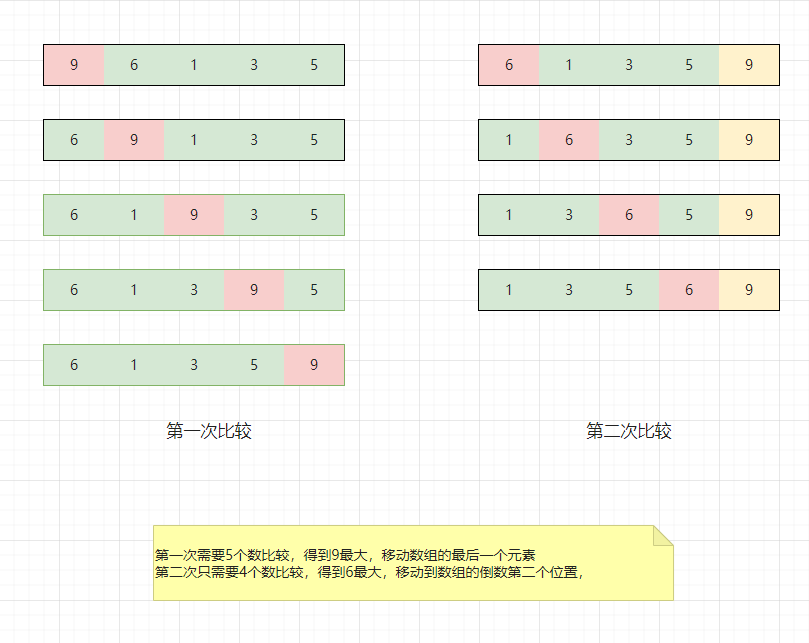 9 6 1 3 5
6 9 1 3 5
6 1 9 3 5
6 1 3 9 5
6 1 3 5 9
第一次比较
6 1 3 5 9
1 6 3 5 9
1 3 6 5 9
1 3 5 6 9
第二次比较
第一次需要5个数比较，得到9最大，移动数组的最后一个元素
第二次只需要4个数比较，得到6最大，移动到数组的倒数第二个位置，